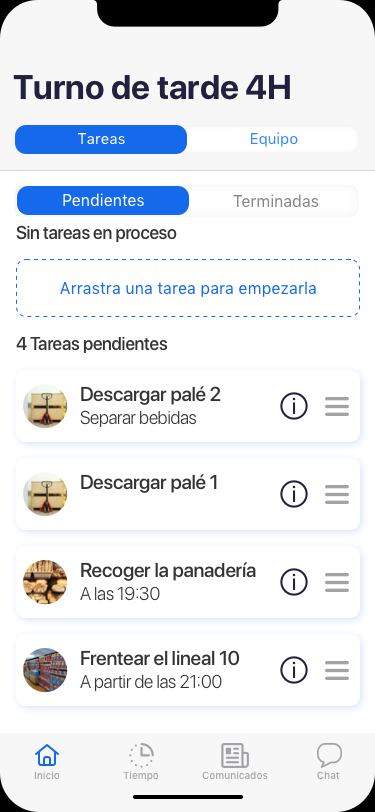 Turno de tarde 4H
Tareas
Equipo
Pendientes
Terminadas
Sin tareas en proceso
Arrastra una tarea para empezarla
4 Tareas pendientes
Descargar palé 2
Separar bebidas
Descargar palé 1
Recoger la panadería
A las 19:30
Frentear el lineal 10
A partir de las 21:00
Inicio
Tiempo
Comunicados
Chat